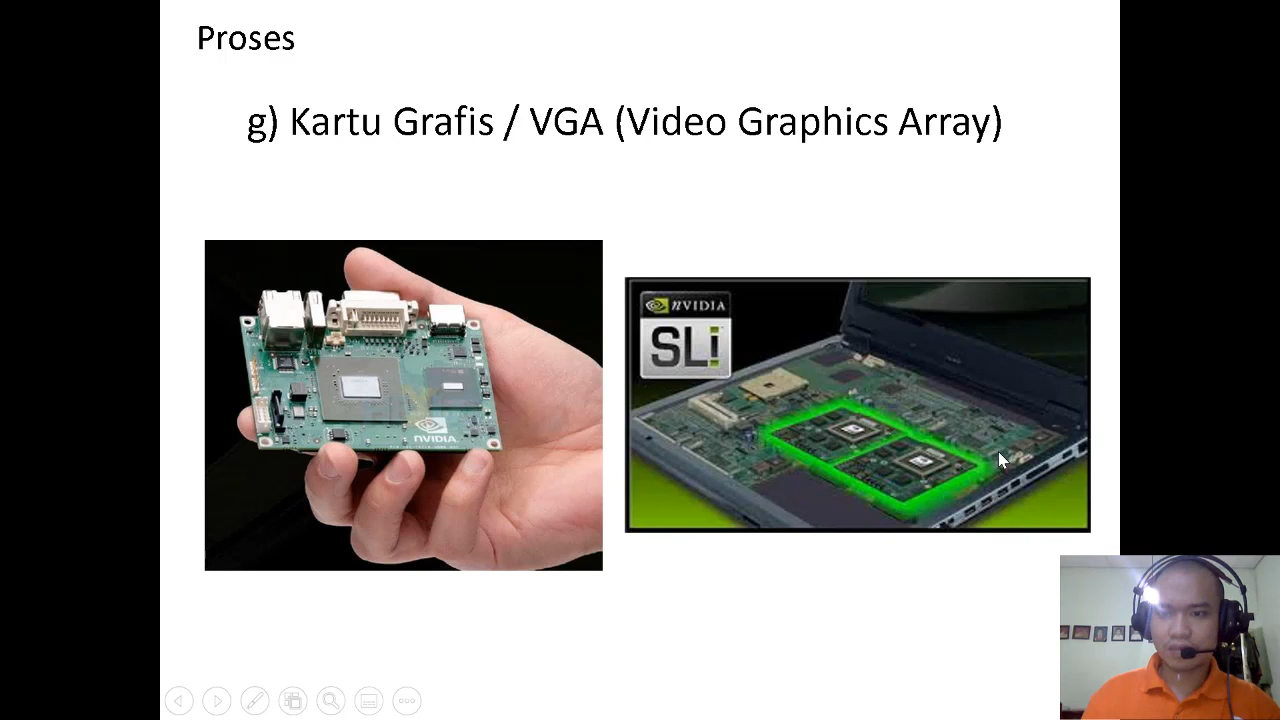 Proses
g) Kartu Grafis / VGA (Video Graphics Array)
NVIDIA
SLi
NVIDIA